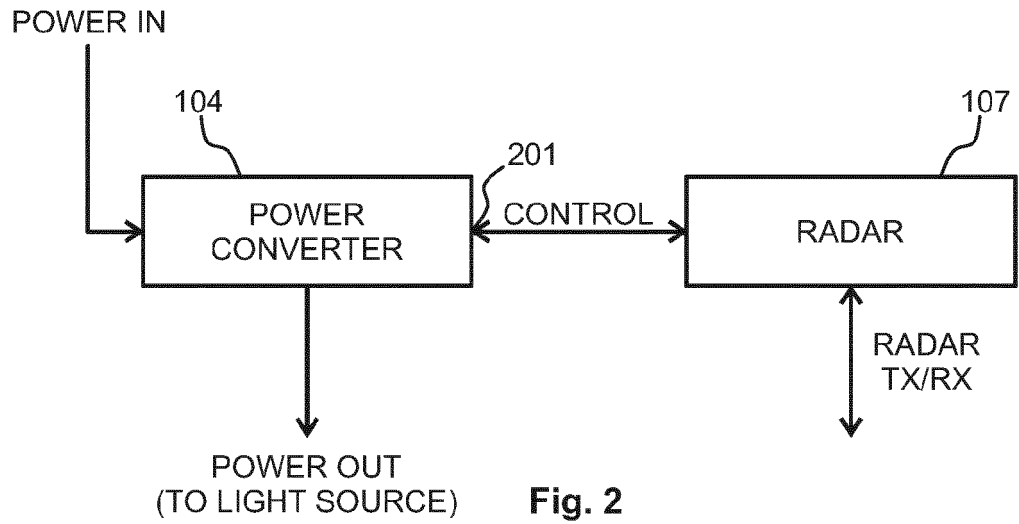 POWER IN
104
107
201
POWER
CONVERTER
CONTROL
RADAR
RADAR
TX/RX
POWER OUT
(TO LIGHT SOURCE)
Fig. 2